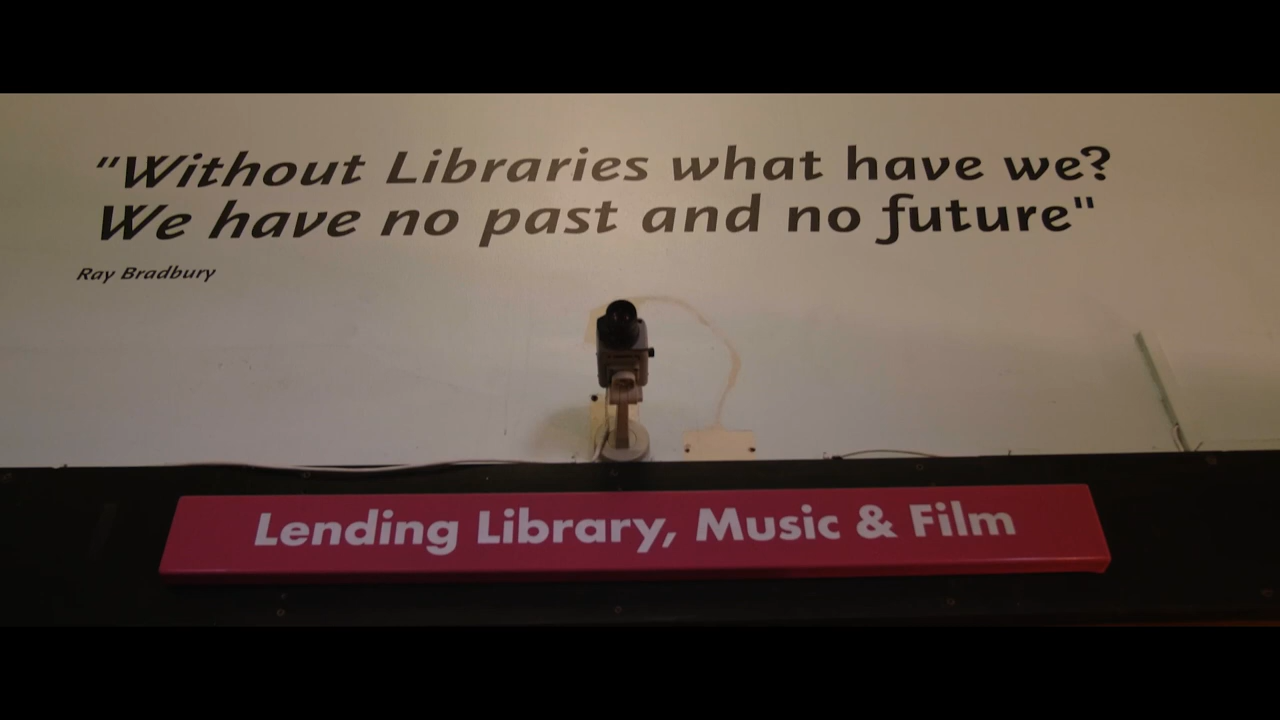 "Without Libraries what have we?
We have no past and no future"
Ray Bradbury
Lending Library, Music & Film